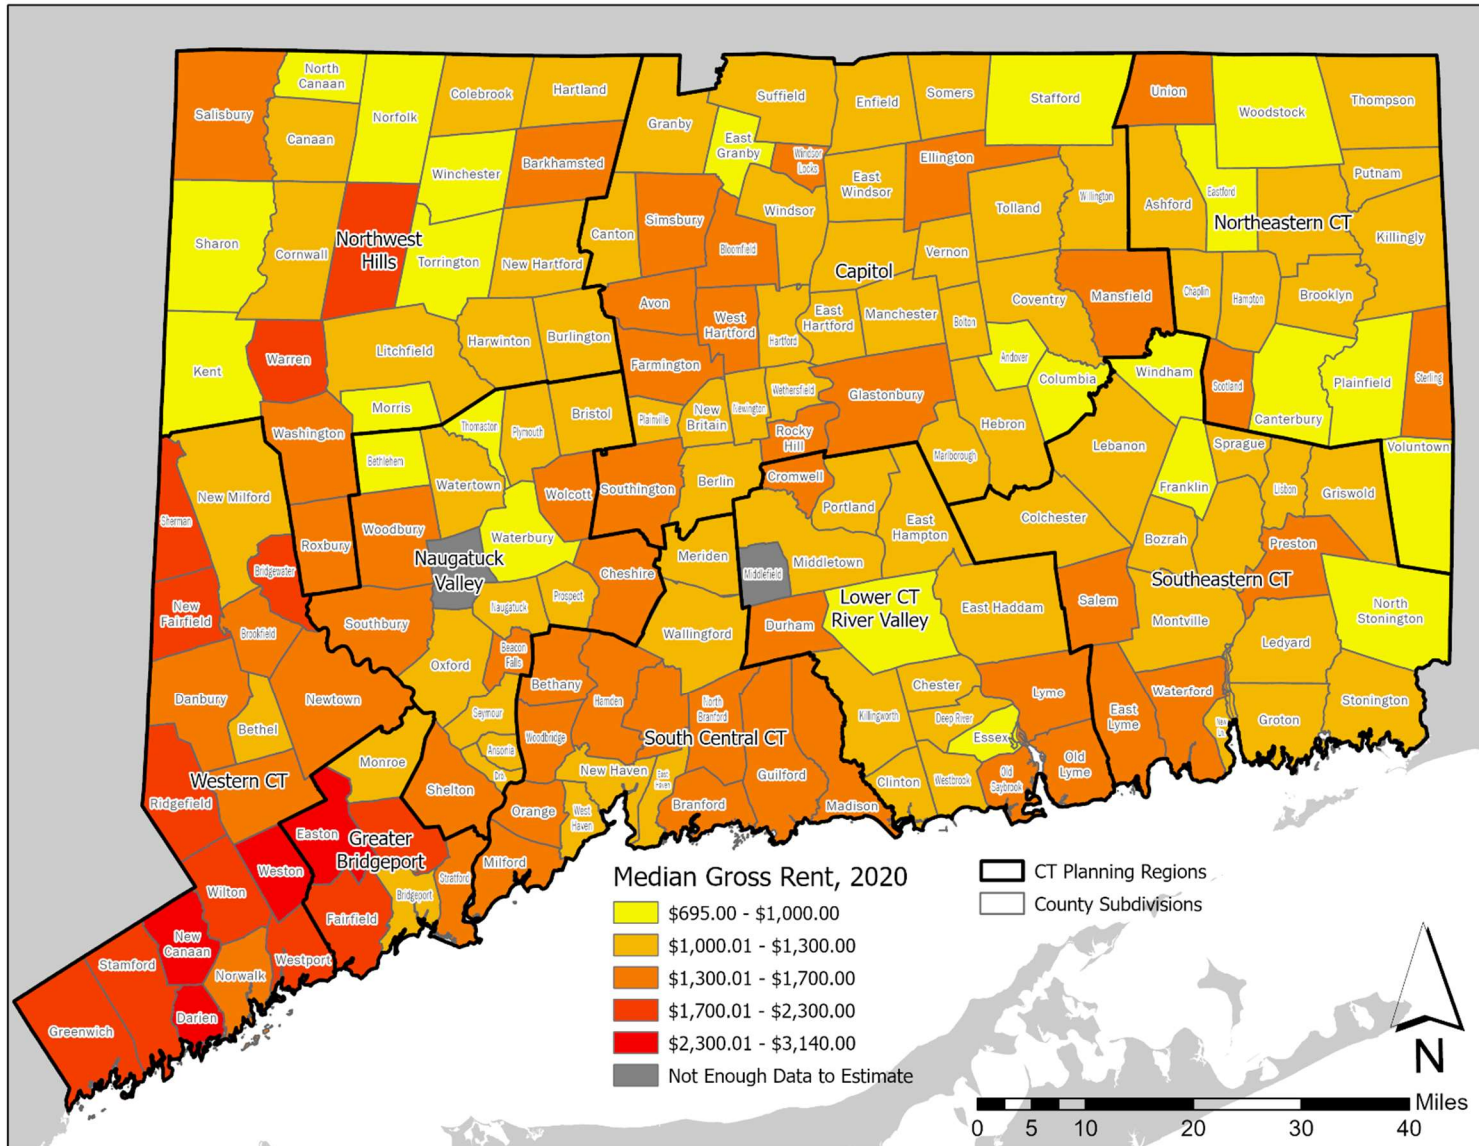 North
Canaan
Colebrook
Hartland
Salisbury
Norfolk
Canaan
Winchester
Barkhamsted
Sharon
Cornwall
Northwest
Hills
Torrington
New Hartford
Kent
Warren
Litchfield
Harwinton
Burlington
Morris
Washington
Thomaston
Plymouth
Bristol
Bethlehem
Watertown
Wolcott
New Milford
Sherman
Roxbury
Woodbury
Waterbury
Naugatuck
Valley
Bridgewater
New
Fairfield
Brookfield
Southbury
Naugatuck
Prospect
Cheshire
Oxford
Beacon
Falls
Danbury
Newtown
Bethel
Seymour
Ansonia
Monroe
Shelton
Western CT
Ridgefield
Easton
Greater
Bridgeport
Weston
Wilton
Bridgeport
Stratford
Fairfield
New
Canaan
Stamford
Norwalk
Westport
Darien
Greenwich
Granby
Suffield
Enfield
Somers
Stafford
East
Granby
Windsor
Locks
East
Windsor
Ellington
Tolland
Willington
Canton
Simsbury
Windsor
Bloomfield
Capitol
Vernon
Avon
West
Hartford
Hartford
East
Hartford
Manchester
Bolton
Coventry
Mansfield
Farmington
Andover
Columbia
Plainville
New
Britain
Newington
Wethersfield
Glastonbury
Rocky
Hill
Hebron
Marlborough
Southington
Berlin
Union
Woodstock
Thompson
Ashford
Eastford
Putnam
Northeastern CT
Killingly
Chaplin
Hampton
Brooklyn
Windham
Scotland
Canterbury
Plainfield
Sterling
Voluntown
Cromwell
Portland
East
Hampton
Meriden
Middlefield
Middletown
Wallingford
Durham
Lower CT
River Valley
East Haddam
Lebanon
Sprague
Franklin
Lisbon
Griswold
Colchester
Bozrah
Preston
Southeastern CT
Salem
Montville
North
Stonington
Ledyard
Bethany
Hamden
North
Branford
Woodbridge
South Central CT
New Haven
East
Haven
Guilford
Orange
West
Haven
Branford
Madison
Milford
Killingworth
Chester
Deep River
Essex
Clinton
Westbrook
Old
Saybrook
Lyme
Old
Lyme
East
Lyme
Waterford
Groton
Stonington
Median Gross Rent, 2020
$695.00 - $1,000.00
$1,000.01 - $1,300.00
$1,300.01 - $1,700.00
$1,700.01 - $2,300.00
$2,300.01 - $3,140.00
Not Enough Data to Estimate
CT Planning Regions
County Subdivisions
N
Miles
0 5 10 20 30 40